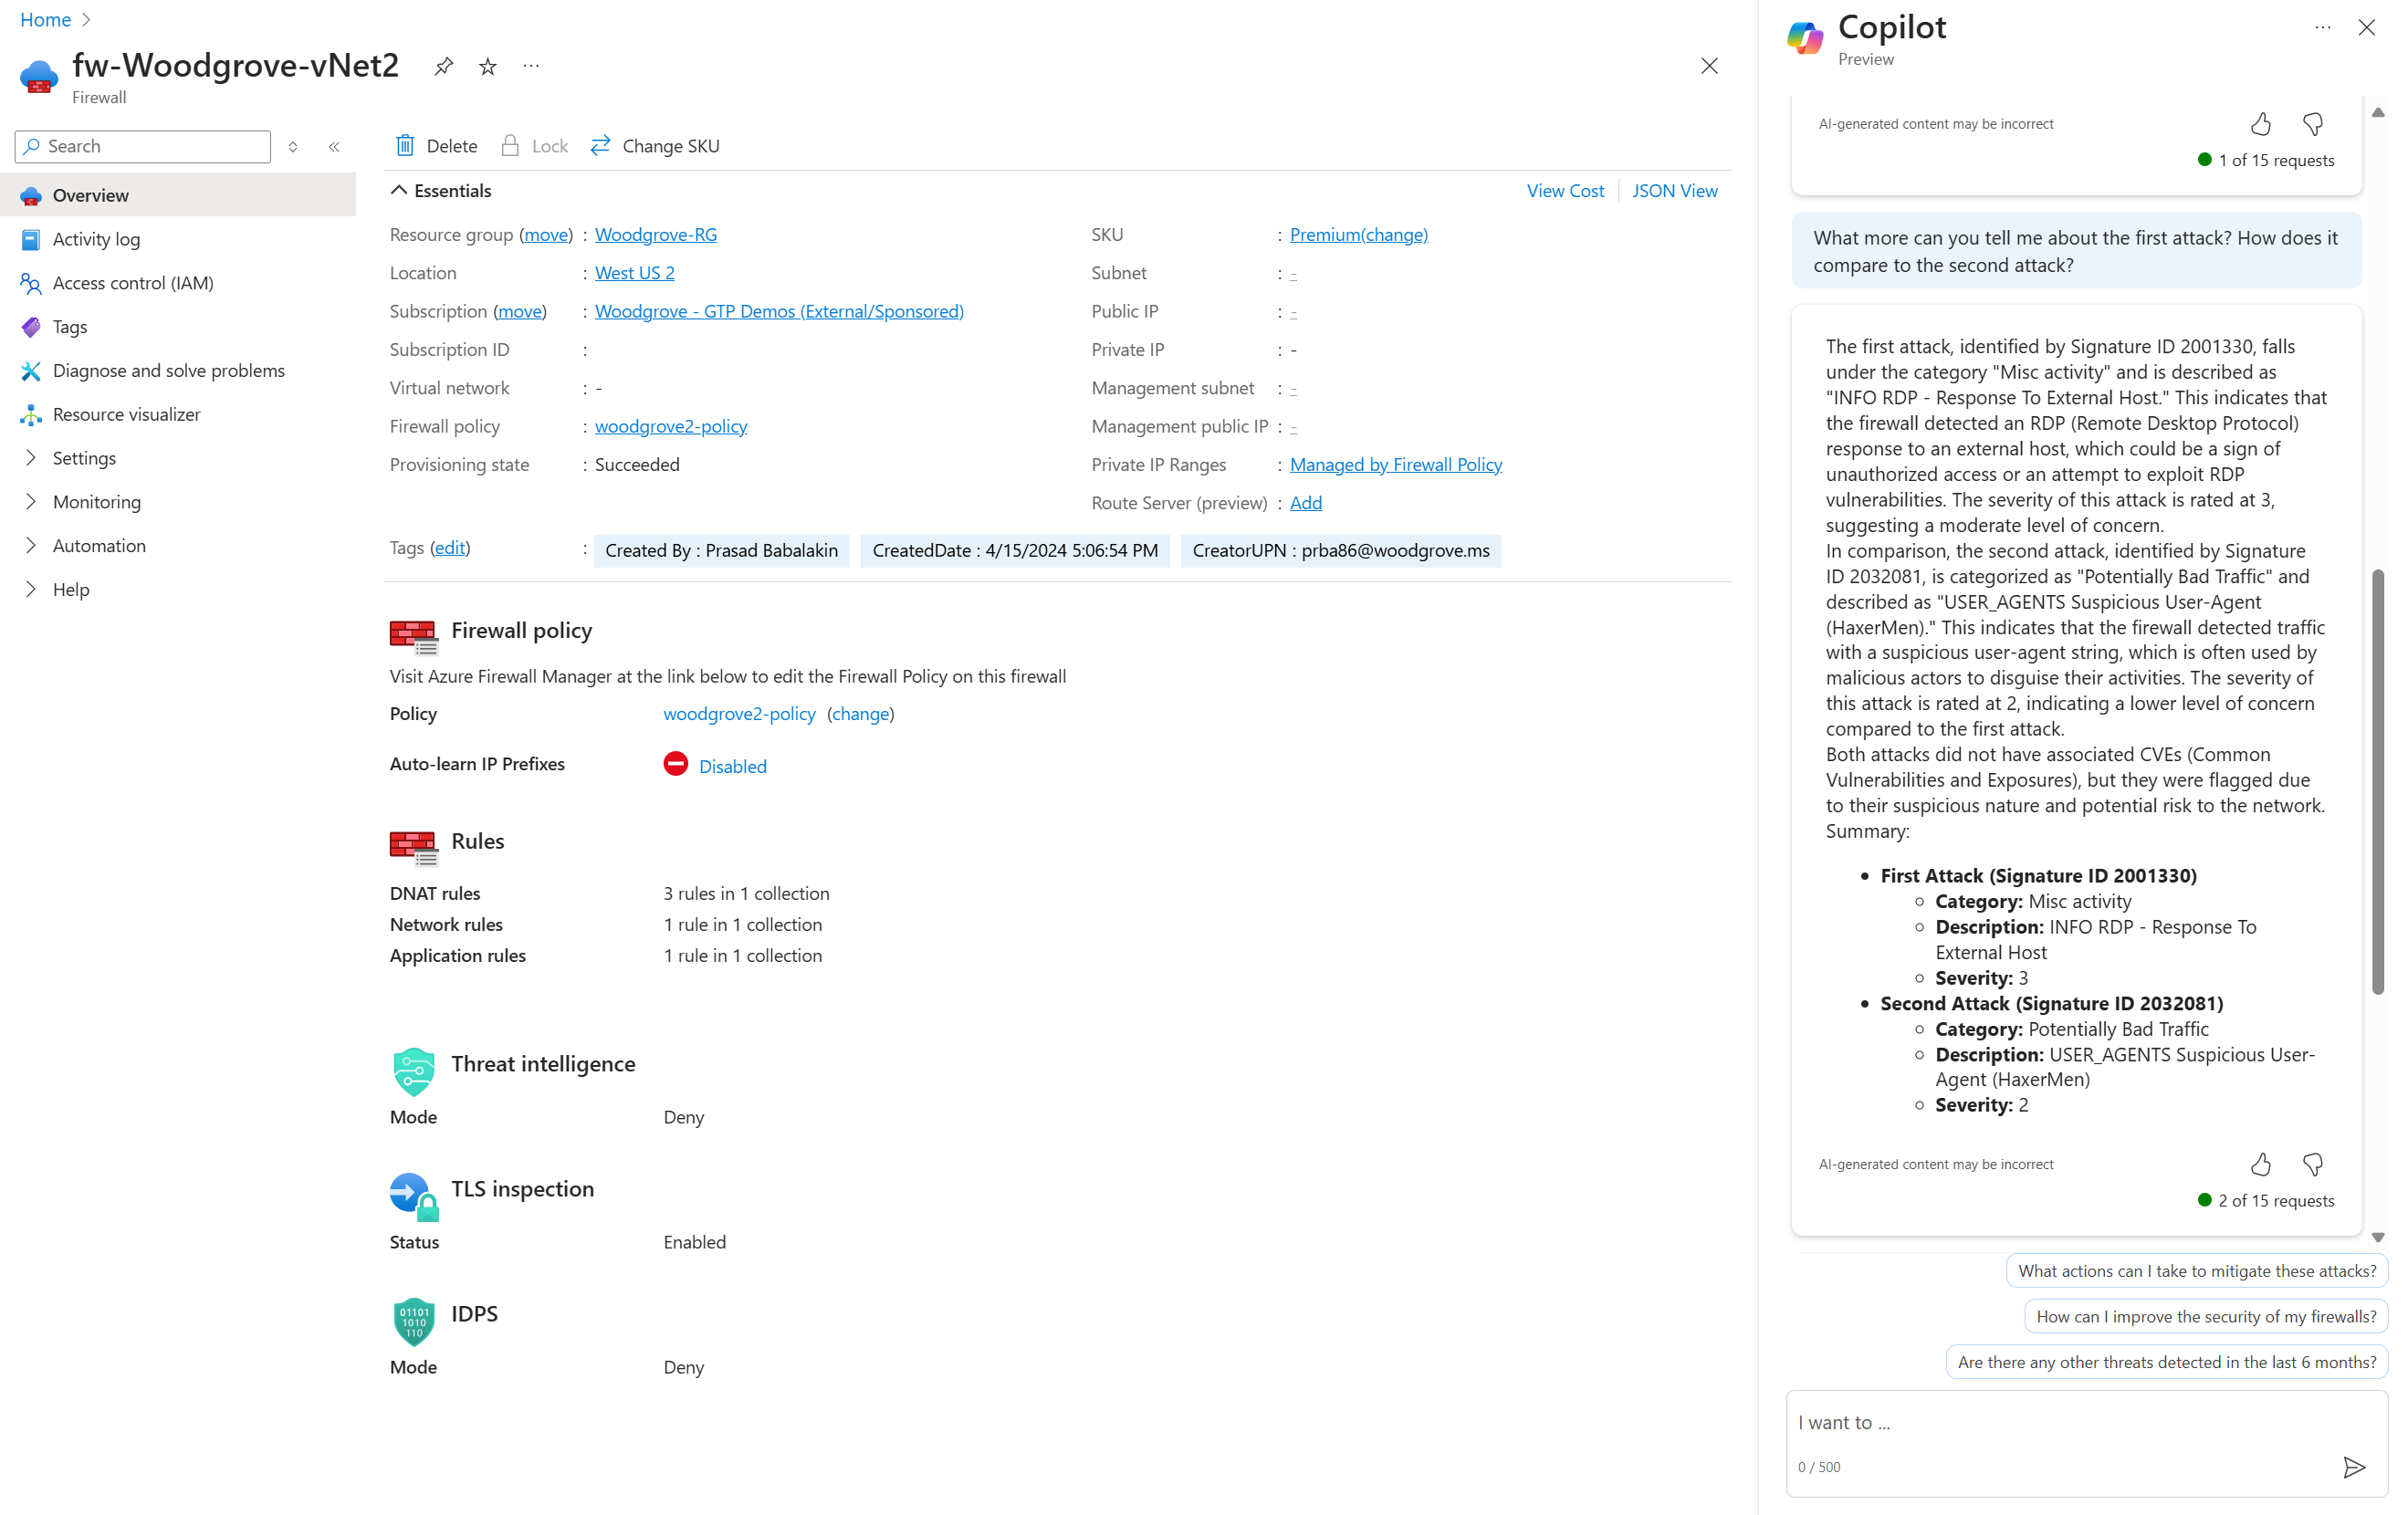 Home
fw-Woodgrove-vNet2
Firewall
Search
Overview
Activity log
Access control (IAM)
Tags
Diagnose and solve problems
Resource visualizer
Settings
Monitoring
Automation
Help
Delete
Lock
Change SKU
Essentials
View Cost
JSON View
Resource group (move) : Woodgrove-RG
Location : West US 2
Subscription (move) : Woodgrove - GTP Demos (External/Sponsored)
Subscription ID :
Virtual network : -
Firewall policy : woodgrove2-policy
Provisioning state : Succeeded
SKU : Premium(change)
Subnet : -
Public IP : -
Private IP : -
Management subnet : -
Management public IP : -
Private IP Ranges : Managed by Firewall Policy
Route Server (preview) : Add
Tags (edit) : Created By : Prasad Babalakin CreatedDate : 4/15/2024 5:06:54 PM CreatorUPN : prba86@woodgrove.ms
Firewall policy
Visit Azure Firewall Manager at the link below to edit the Firewall Policy on this firewall
Policy woodgrove2-policy (change)
Auto-learn IP Prefixes Disabled
Rules
DNAT rules 3 rules in 1 collection
Network rules 1 rule in 1 collection
Application rules 1 rule in 1 collection
Threat intelligence
Mode Deny
TLS inspection
Status Enabled
01101
1010
110
IDPS
Mode Deny
Copilot
Preview
AI-generated content may be incorrect
1 of 15 requests
What more can you tell me about the first attack? How does it
compare to the second attack?
The first attack, identified by Signature ID 2001330, falls
under the category "Misc activity" and is described as
"INFO RDP - Response To External Host." This indicates that
the firewall detected an RDP (Remote Desktop Protocol)
response to an external host, which could be a sign of
unauthorized access or an attempt to exploit RDP
vulnerabilities. The severity of this attack is rated at 3,
suggesting a moderate level of concern.
In comparison, the second attack, identified by Signature
ID 2032081, is categorized as "Potentially Bad Traffic" and
described as "USER_AGENTS Suspicious User-Agent
(HaxerMen)." This indicates that the firewall detected traffic
with a suspicious user-agent string, which is often used by
malicious actors to disguise their activities. The severity of
this attack is rated at 2, indicating a lower level of concern
compared to the first attack.
Both attacks did not have associated CVEs (Common
Vulnerabilities and Exposures), but they were flagged due
to their suspicious nature and potential risk to the network.
Summary:
• First Attack (Signature ID 2001330)
○ Category: Misc activity
○ Description: INFO RDP - Response To
External Host
○ Severity: 3
• Second Attack (Signature ID 2032081)
○ Category: Potentially Bad Traffic
○ Description: USER_AGENTS Suspicious User-
Agent (HaxerMen)
○ Severity: 2
AI-generated content may be incorrect
2 of 15 requests
What actions can I take to mitigate these attacks?
How can I improve the security of my firewalls?
Are there any other threats detected in the last 6 months?
I want to ...
0 / 500